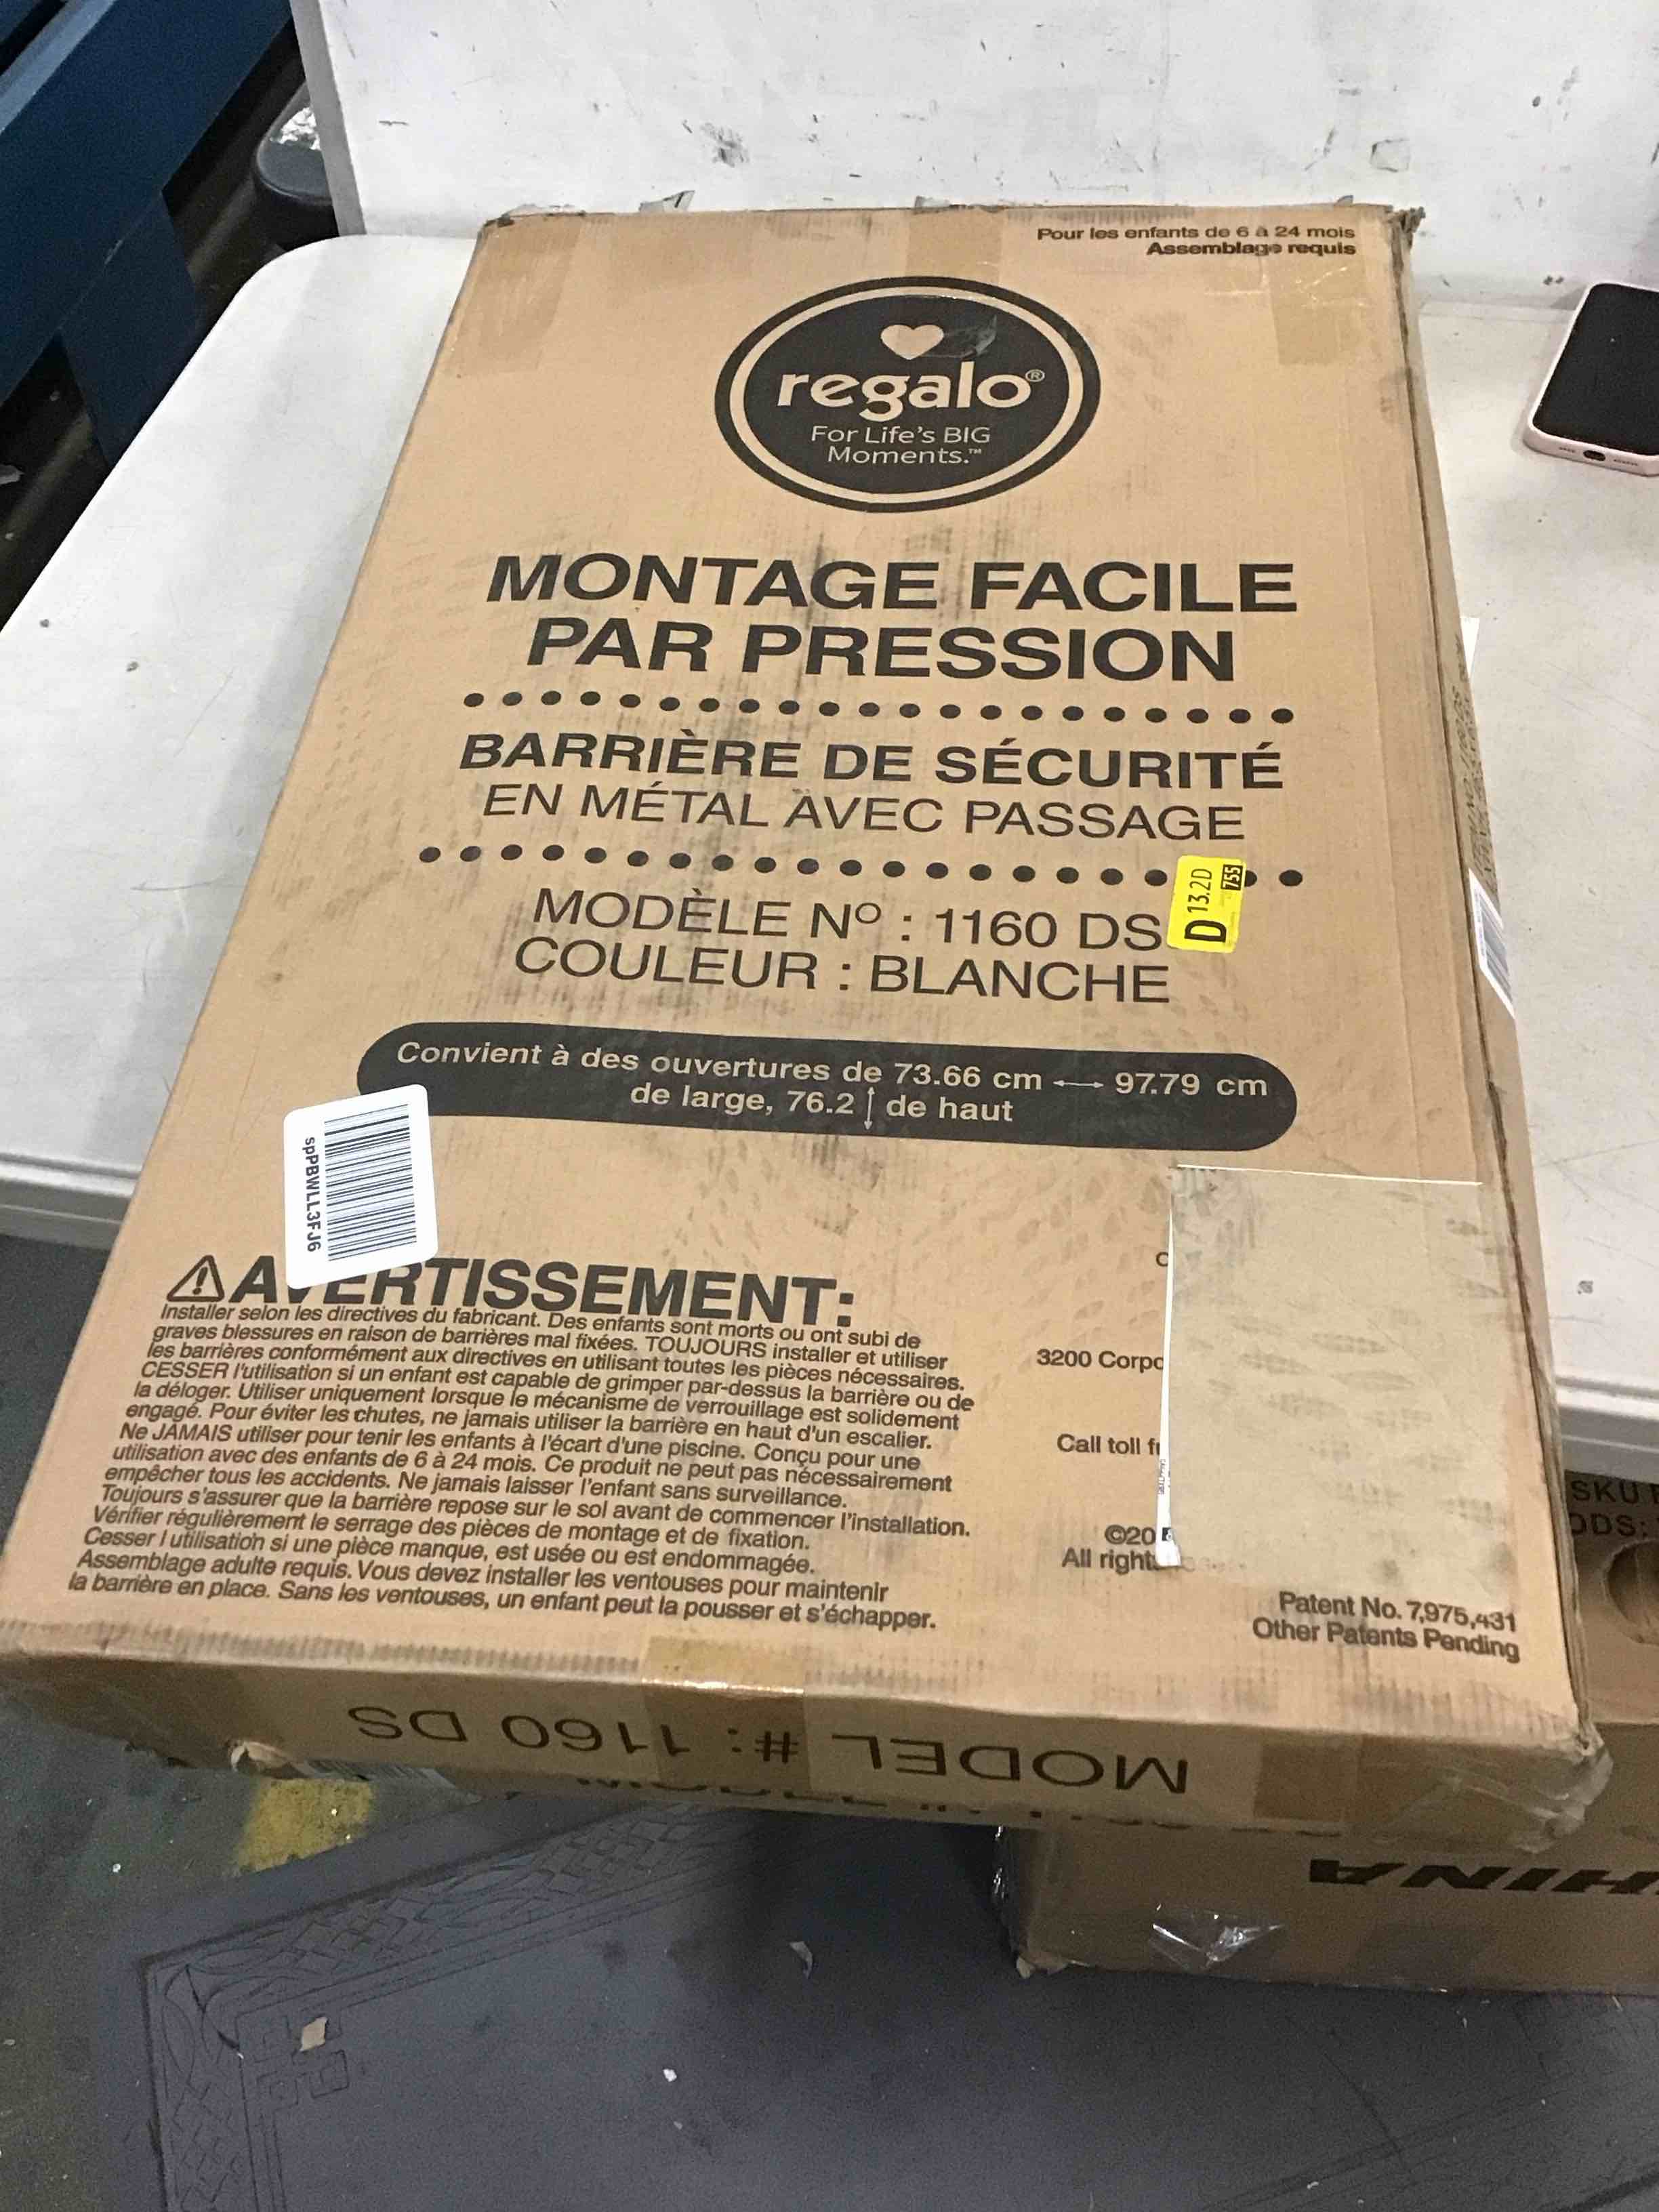 Pour les enfants de 6 à 24 mois
Assemblage requis
regalo®
For Life's BIG
Moments.™
MONTAGE FACILE
PAR PRESSION
BARRIÈRE DE SÉCURITÉ
EN MÉTAL AVEC PASSAGE
MODÈLE Nº : 1160 DS
COULEUR : BLANCHE
D 13.2D
755
Convient à des ouvertures de 73.66 cm ⟷ 97.79 cm
de large, 76.2 ↕ de haut
spPBWLL3FJ6
AVERTISSEMENT:
Installer selon les directives du fabricant. Des enfants sont morts ou ont subi de
graves blessures en raison de barrières mal fixées. TOUJOURS installer et utiliser
les barrières conformément aux directives en utilisant toutes les pièces nécessaires.
CESSER l'utilisation si un enfant est capable de grimper par-dessus la barrière ou de
la déloger. Utiliser uniquement lorsque le mécanisme de verrouillage est solidement
engagé. Pour éviter les chutes, ne jamais utiliser la barrière en haut d'un escalier.
Ne JAMAIS utiliser pour tenir les enfants à l'écart d'une piscine. Conçu pour une
utilisation avec des enfants de 6 à 24 mois. Ce produit ne peut pas nécessairement
empêcher tous les accidents. Ne jamais laisser l'enfant sans surveillance.
Toujours s'assurer que la barrière repose sur le sol avant de commencer l'installation.
Vérifier régulièrement le serrage des pièces de montage et de fixation.
Cesser l utilisation si une pièce manque, est usée ou est endommagée.
Assemblage adulte requis. Vous devez installer les ventouses pour maintenir
la barrière en place. Sans les ventouses, un enfant peut la pousser et s'échapper.
3200 Corpo
Call toll f
©20
All right
Patent No. 7,975,431
Other Patents Pending
MODEL #: 1160 DS
SKU
ODS:
HINA